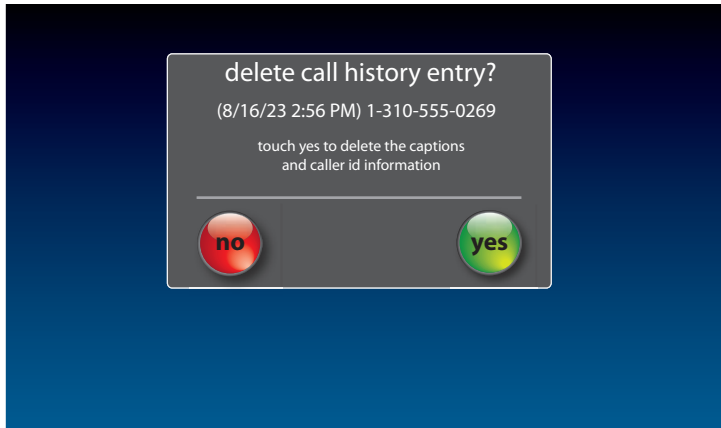 delete call history entry?
(8/16/23 2:56 PM) 1-310-555-0269
touch yes to delete the captions
and caller id information
no
yes